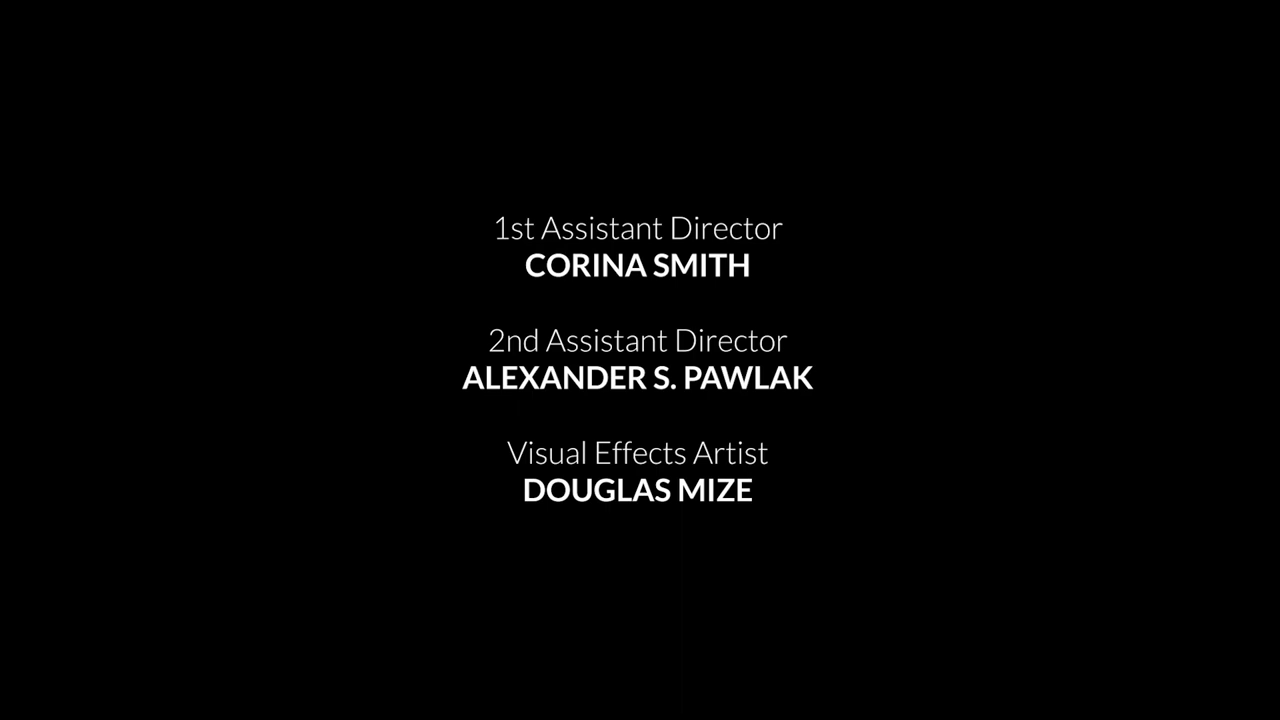 1st Assistant Director
CORINA SMITH
2nd Assistant Director
ALEXANDER S. PAWLAK
Visual Effects Artist
DOUGLAS MIZE